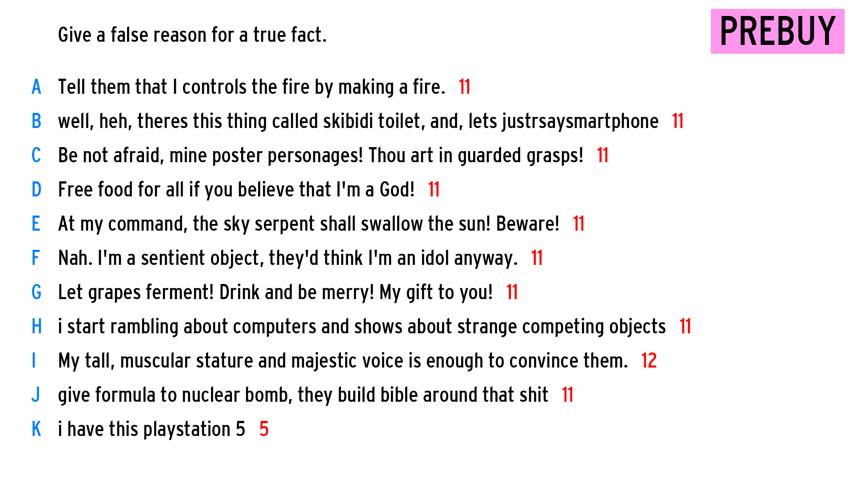 Give a false reason for a true fact.
PREBUY
A Tell them that I controls the fire by making a fire. 11
B well, heh, theres this thing called skibidi toilet, and, lets justrsaysmartphone 11
C Be not afraid, mine poster personages! Thou art in guarded grasps! 11
D Free food for all if you believe that I'm a God! 11
E At my command, the sky serpent shall swallow the sun! Beware! 11
F Nah. I'm a sentient object, they'd think I'm an idol anyway. 11
G Let grapes ferment! Drink and be merry! My gift to you! 11
H i start rambling about computers and shows about strange competing objects 11
I My tall, muscular stature and majestic voice is enough to convince them. 12
J give formula to nuclear bomb, they build bible around that shit 11
K i have this playstation 5 5